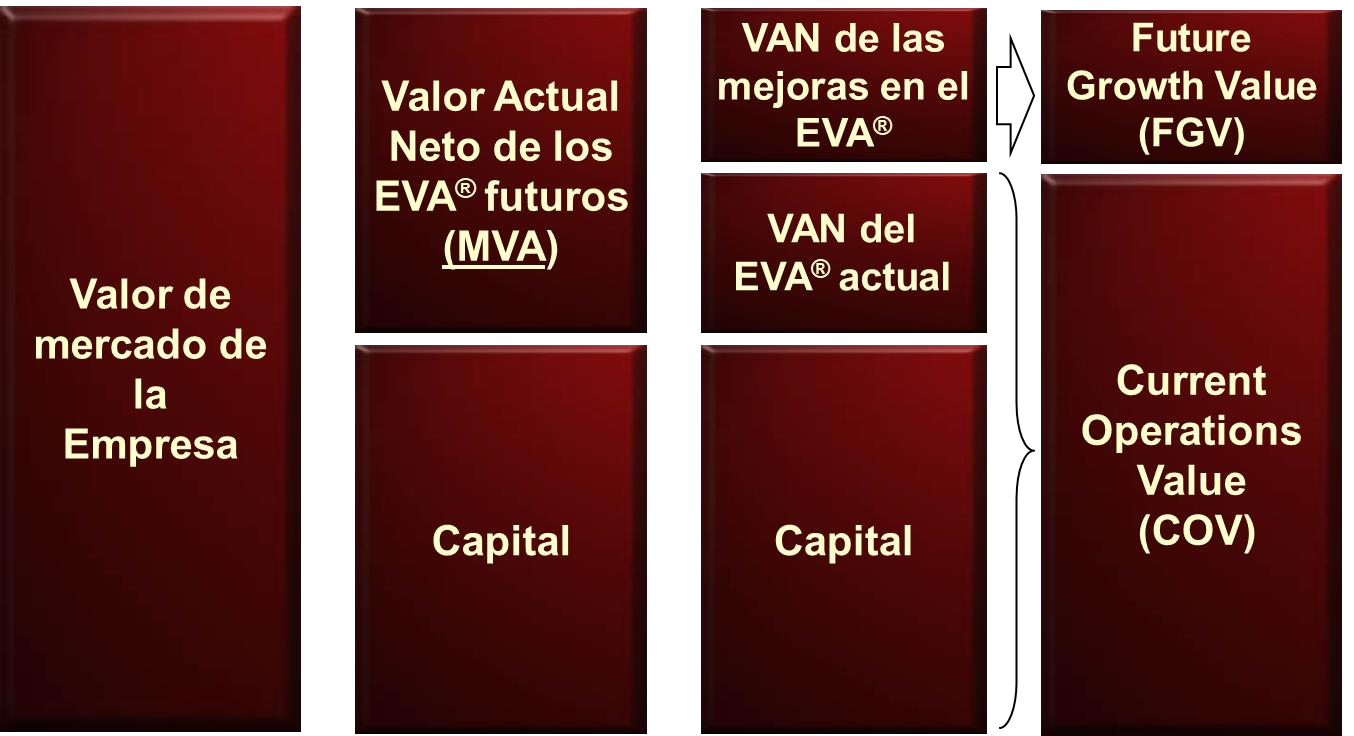 Valor de
mercado de
la
Empresa
Valor Actual
Neto de los
EVA® futuros
(MVA)
Capital
VAN de las
mejoras en el
EVA®
VAN del
EVA® actual
Capital
Future
Growth Value
(FGV)
Current
Operations
Value
(COV)